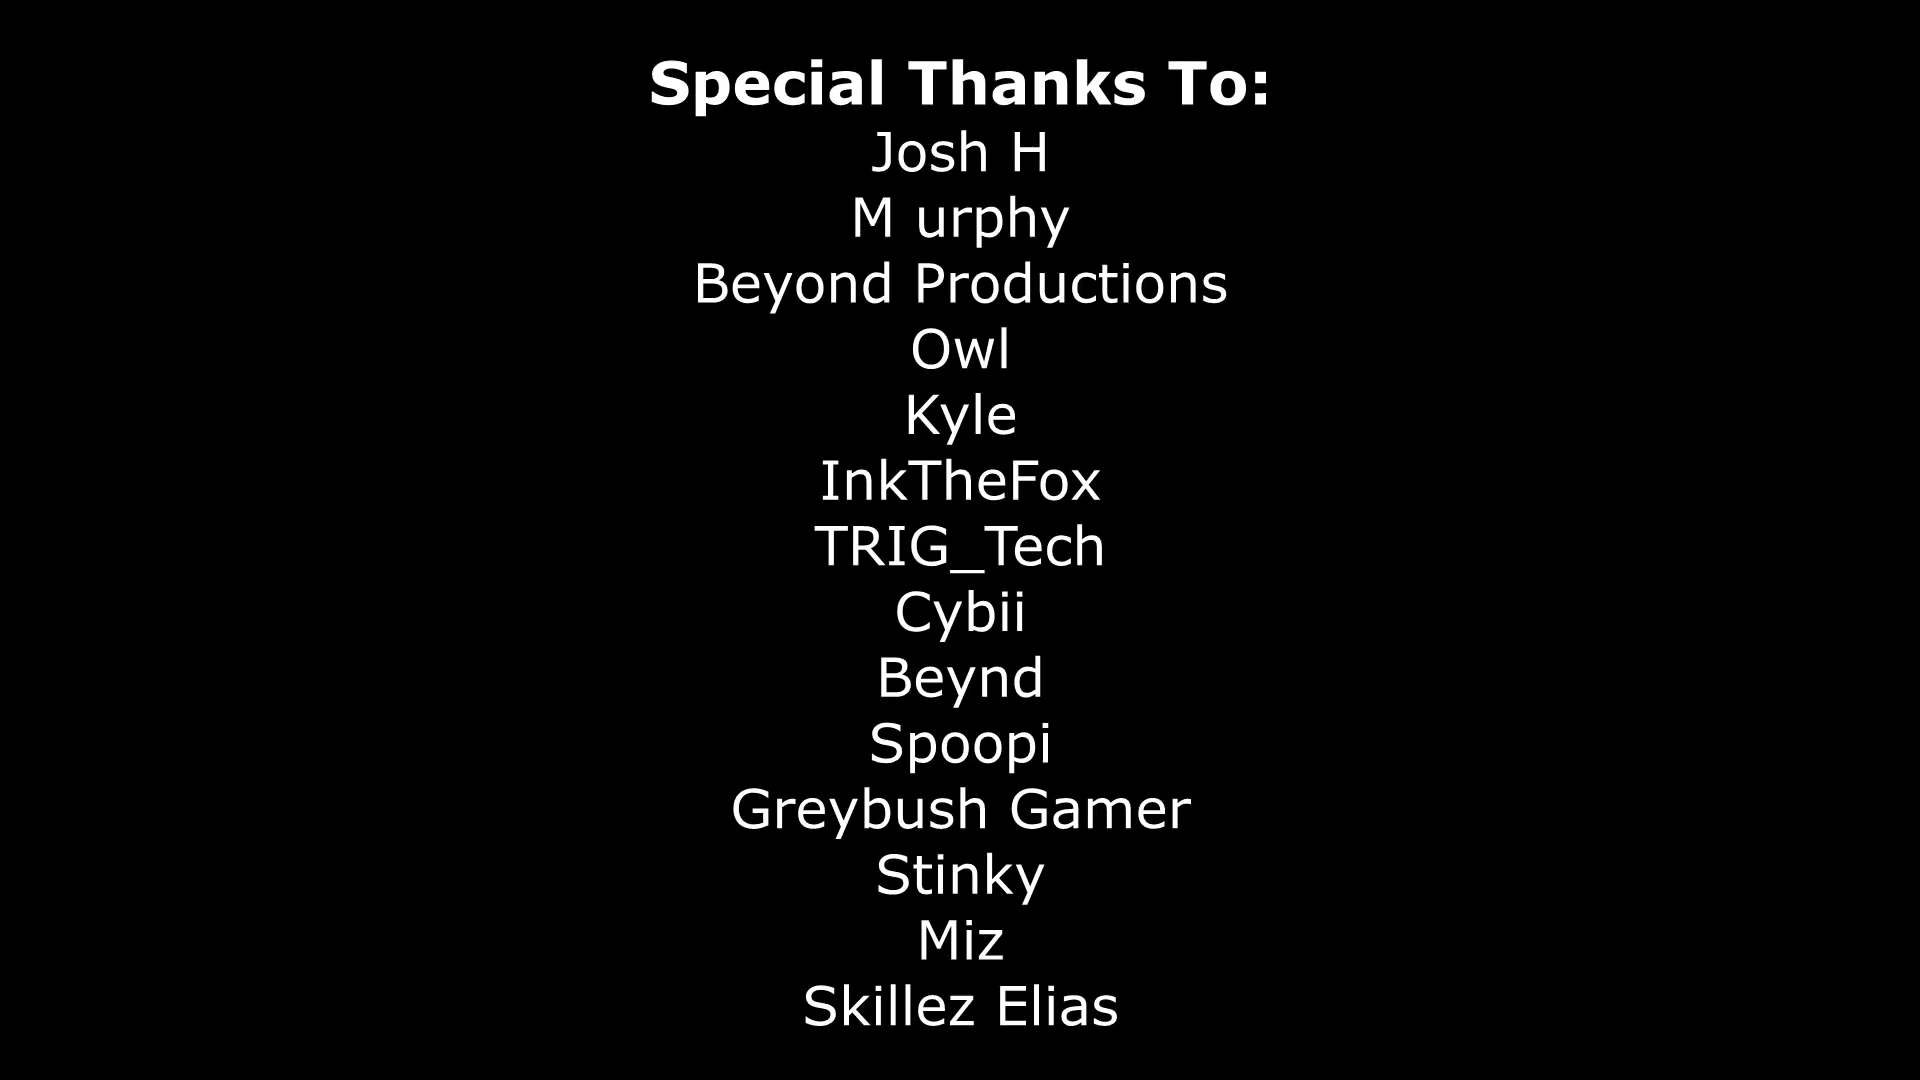 Special Thanks To:
Josh H
M urphy
Beyond Productions
Owl
Kyle
InkTheFox
TRIG_Tech
Cybii
Beynd
Spoopi
Greybush Gamer
Stinky
Miz
Skillez Elias